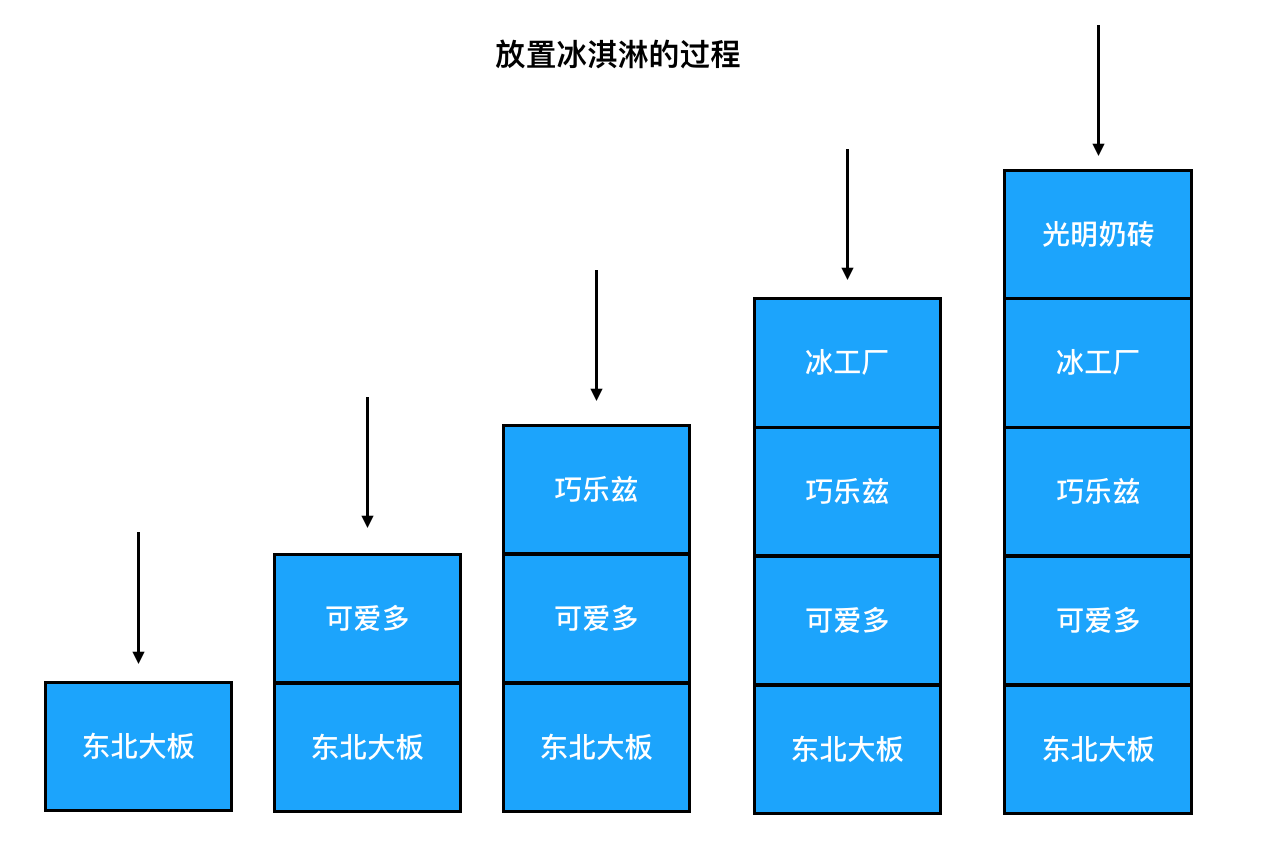 放置冰淇淋的过程
东北大板
可爱多
东北大板
巧乐兹
可爱多
东北大板
冰工厂
巧乐兹
可爱多
东北大板
光明奶砖
冰工厂
巧乐兹
可爱多
东北大板